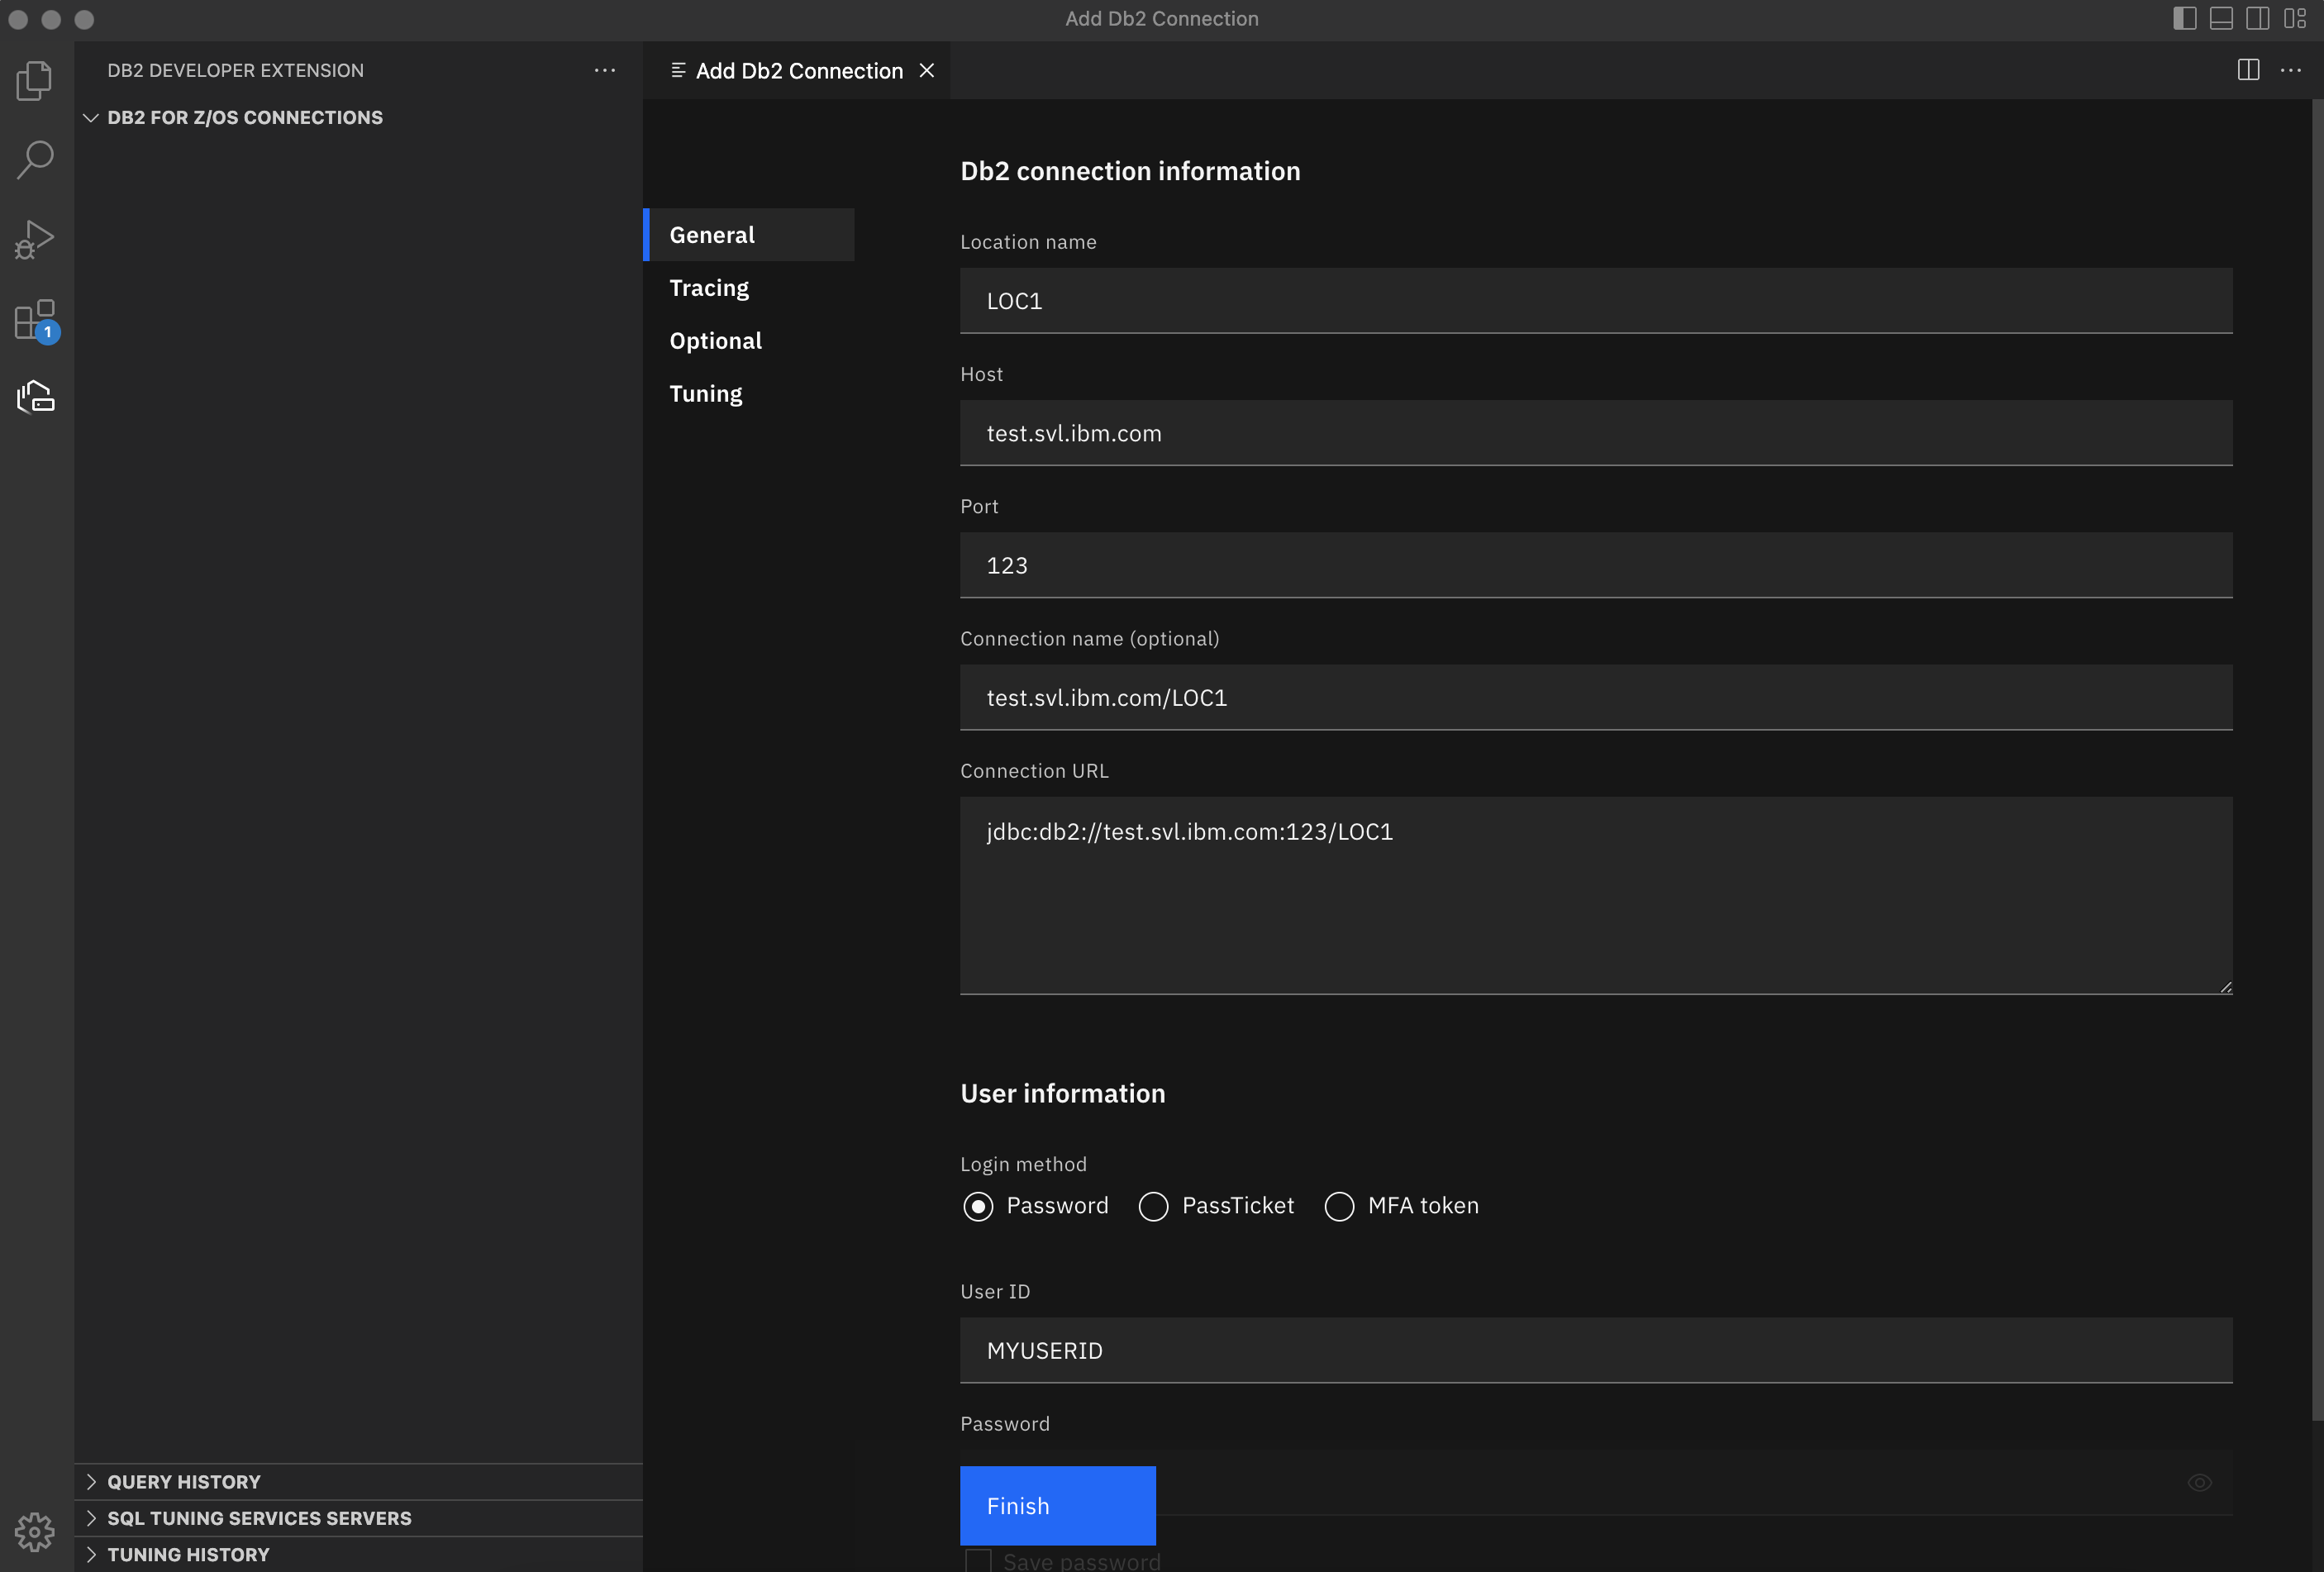 Add Db2 Connection
DB2 DEVELOPER EXTENSION
DB2 FOR Z/OS CONNECTIONS
1
QUERY HISTORY
SQL TUNING SERVICES SERVERS
TUNING HISTORY
Add Db2 Connection
General
Tracing
Optional
Tuning
Db2 connection information
Location name
LOC1
Host
test.svl.ibm.com
Port
123
Connection name (optional)
test.svl.ibm.com/LOC1
Connection URL
jdbc:db2://test.svl.ibm.com:123/LOC1
User information
Login method
Password PassTicket MFA token
User ID
MYUSERID
Password
Finish
Save password